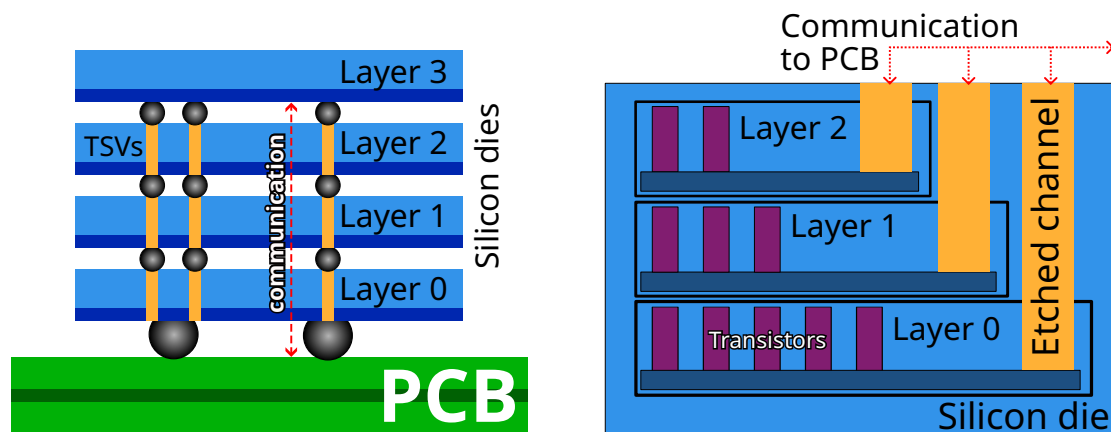 Layer 3
TSVs
Layer 2
Layer 1
Layer 0
communication
Silicon dies
PCB
Communication
to PCB
Layer 2
Layer 1
Layer 0
Transistors
Etched channel
Silicon die